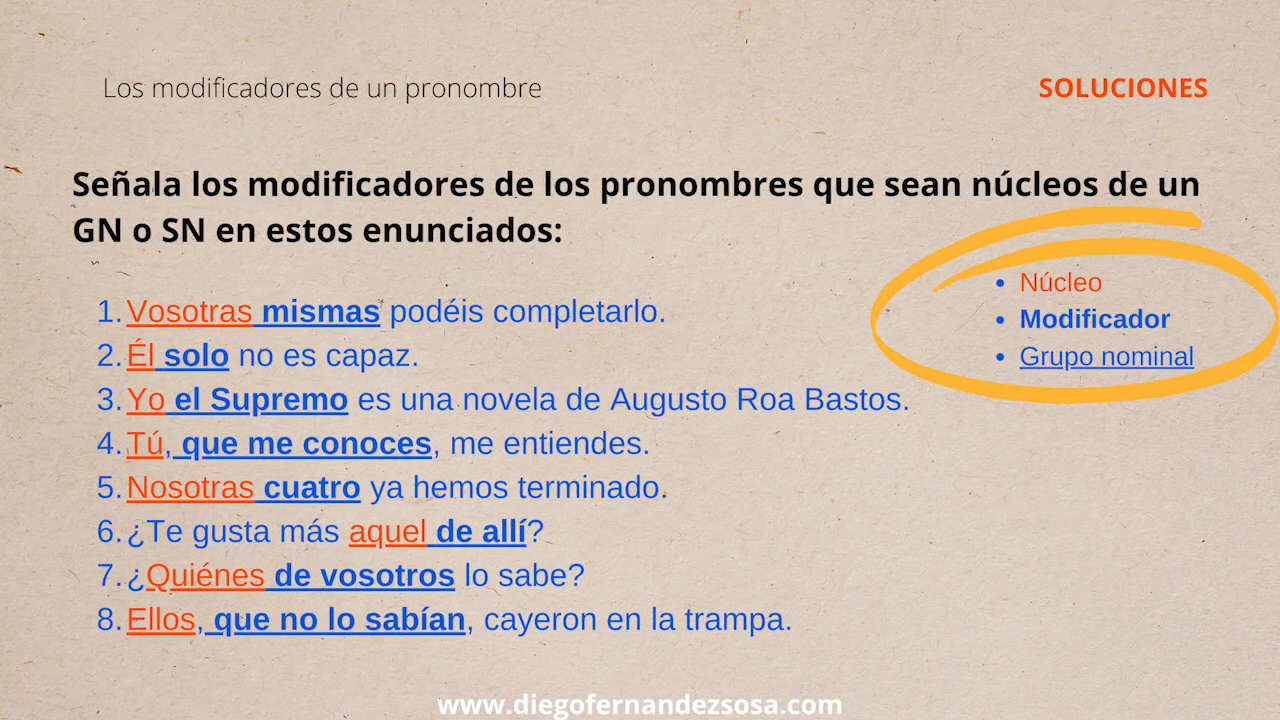 Los modificadores de un pronombre
SOLUCIONES
Señala los modificadores de los pronombres que sean núcleos de un
GN o SN en estos enunciados:
• Núcleo
• Modificador
• Grupo nominal
1. Vosotras mismas podéis completarlo.
2. Él solo no es capaz.
3. Yo el Supremo es una novela de Augusto Roa Bastos.
4. Tú, que me conoces, me entiendes.
5. Nosotras cuatro ya hemos terminado.
6. ¿Te gusta más aquel de allí?
7. ¿Quiénes de vosotros lo sabe?
8. Ellos, que no lo sabían, cayeron en la trampa.
www.diegofernandezsosa.com